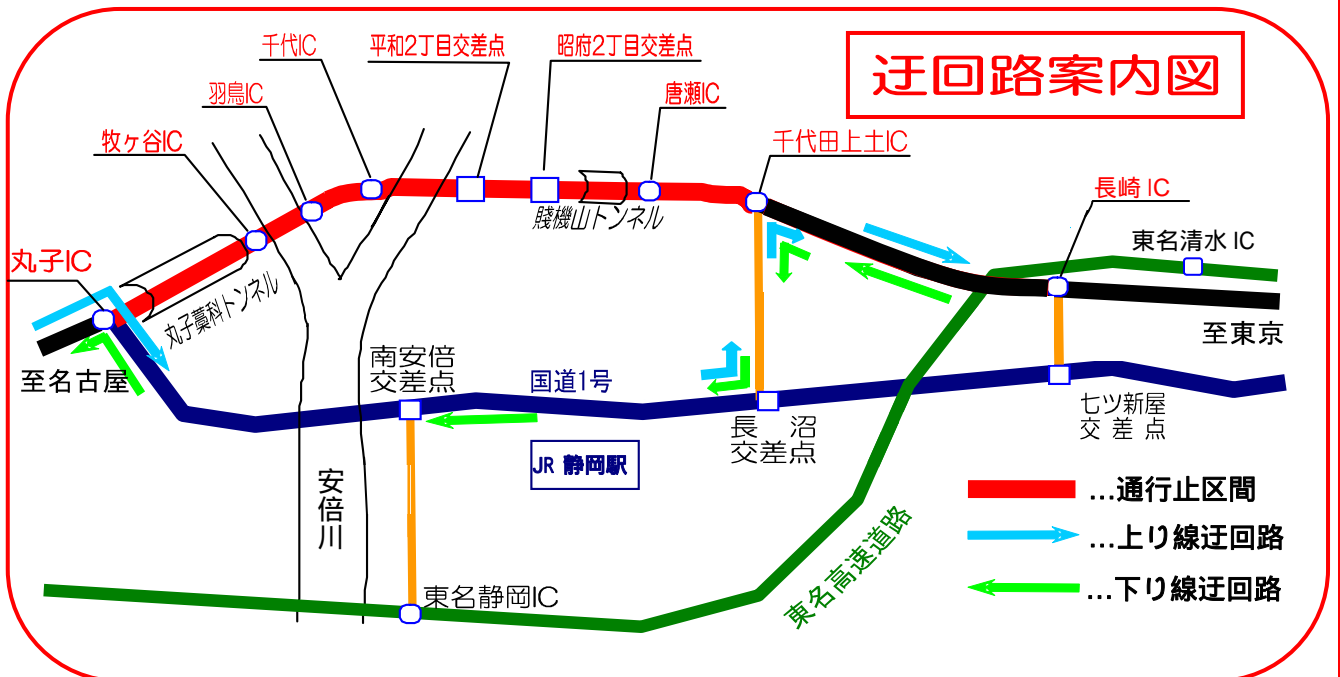 迂回路案内図
千代IC
平和2丁目交差点
昭府2丁目交差点
羽鳥IC
唐瀬IC
牧ヶ谷IC
千代田上土IC
長崎 IC
賎機山トンネル
東名清水 IC
丸子IC
丸子藁科トンネル
至東京
至名古屋
南安倍
交差点
国道1号
七ツ新屋
交 差 点
長 沼
交差点
JR 静岡駅
安倍川
...通行止区間
...上り線迂回路
...下り線迂回路
東名高速道路
東名静岡IC